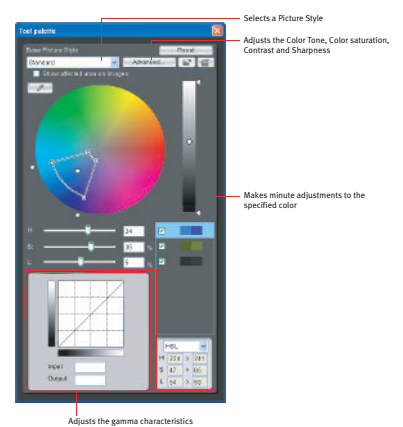 Selects a Picture Style
Tool palette
Adjusts the Color Tone, Color saturation,
Contrast and Sharpness
Base Picture Style
Reset
Standard
Advanced...
Show affected area on images
Makes minute adjustments to the
specified color
H:
S:
L:
%
%
HSL
H
S
L
Input
Output
Adjusts the gamma characteristics